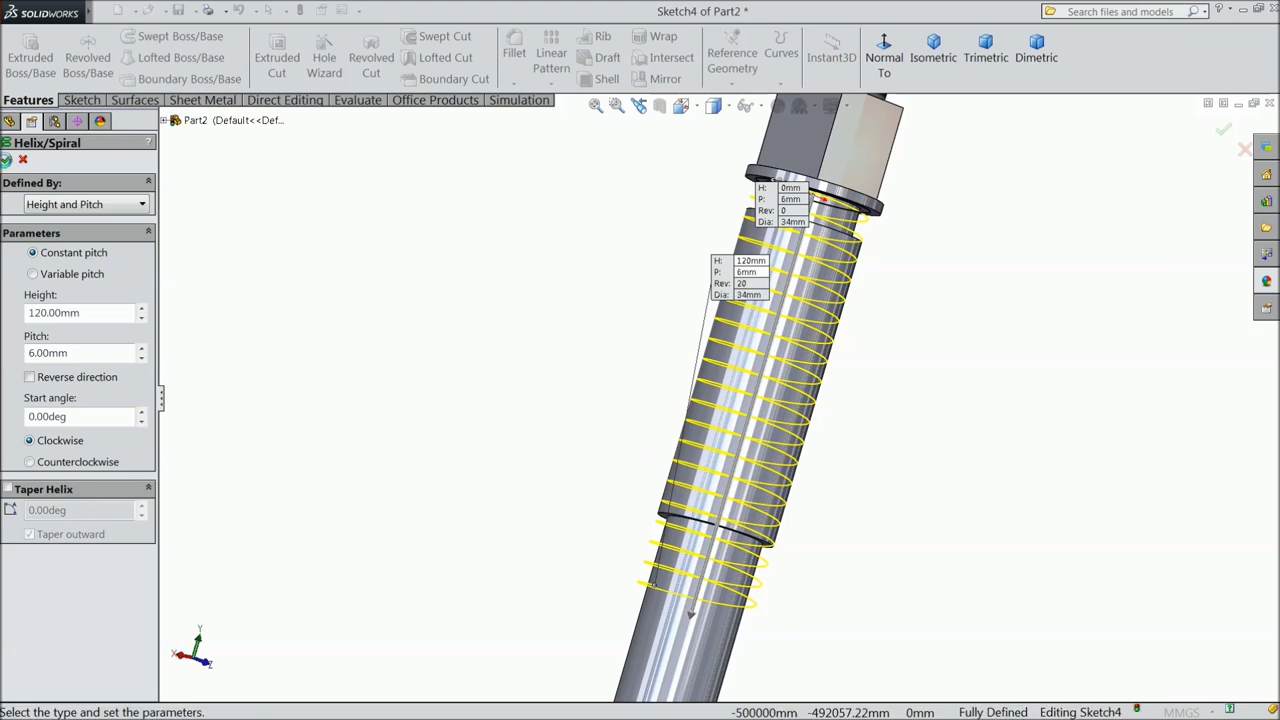 SOLIDWORKS
Sketch4 of Part2 *
Search files and models
Extruded Boss/Base
Revolved Boss/Base
Swept Boss/Base
Lofted Boss/Base
Boundary Boss/Base
Extruded Cut
Hole Wizard
Revolved Cut
Swept Cut
Lofted Cut
Boundary Cut
Fillet
Linear Pattern
Rib
Draft
Shell
Wrap
Intersect
Mirror
Reference Geometry
Curves
Instant3D
Normal To
Isometric
Trimetric
Dimetric
Features
Sketch
Surfaces
Sheet Metal
Direct Editing
Evaluate
Office Products
Simulation
Part2 (Default<<Def...
Helix/Spiral
?
Defined By:
Height and Pitch
Parameters
Constant pitch
Variable pitch
Height:
120.00mm
Pitch:
6.00mm
Reverse direction
Start angle:
0.00deg
Clockwise
Counterclockwise
Taper Helix
0.00deg
Taper outward
H: 0mm
P: 6mm
Rev: 0
Dia: 34mm
H: 120mm
P: 6mm
Rev: 20
Dia: 34mm
Y
X
Z
Select the type and set the parameters.
-500000mm
-492057.22mm
0mm
Fully Defined
Editing Sketch4
MMGS